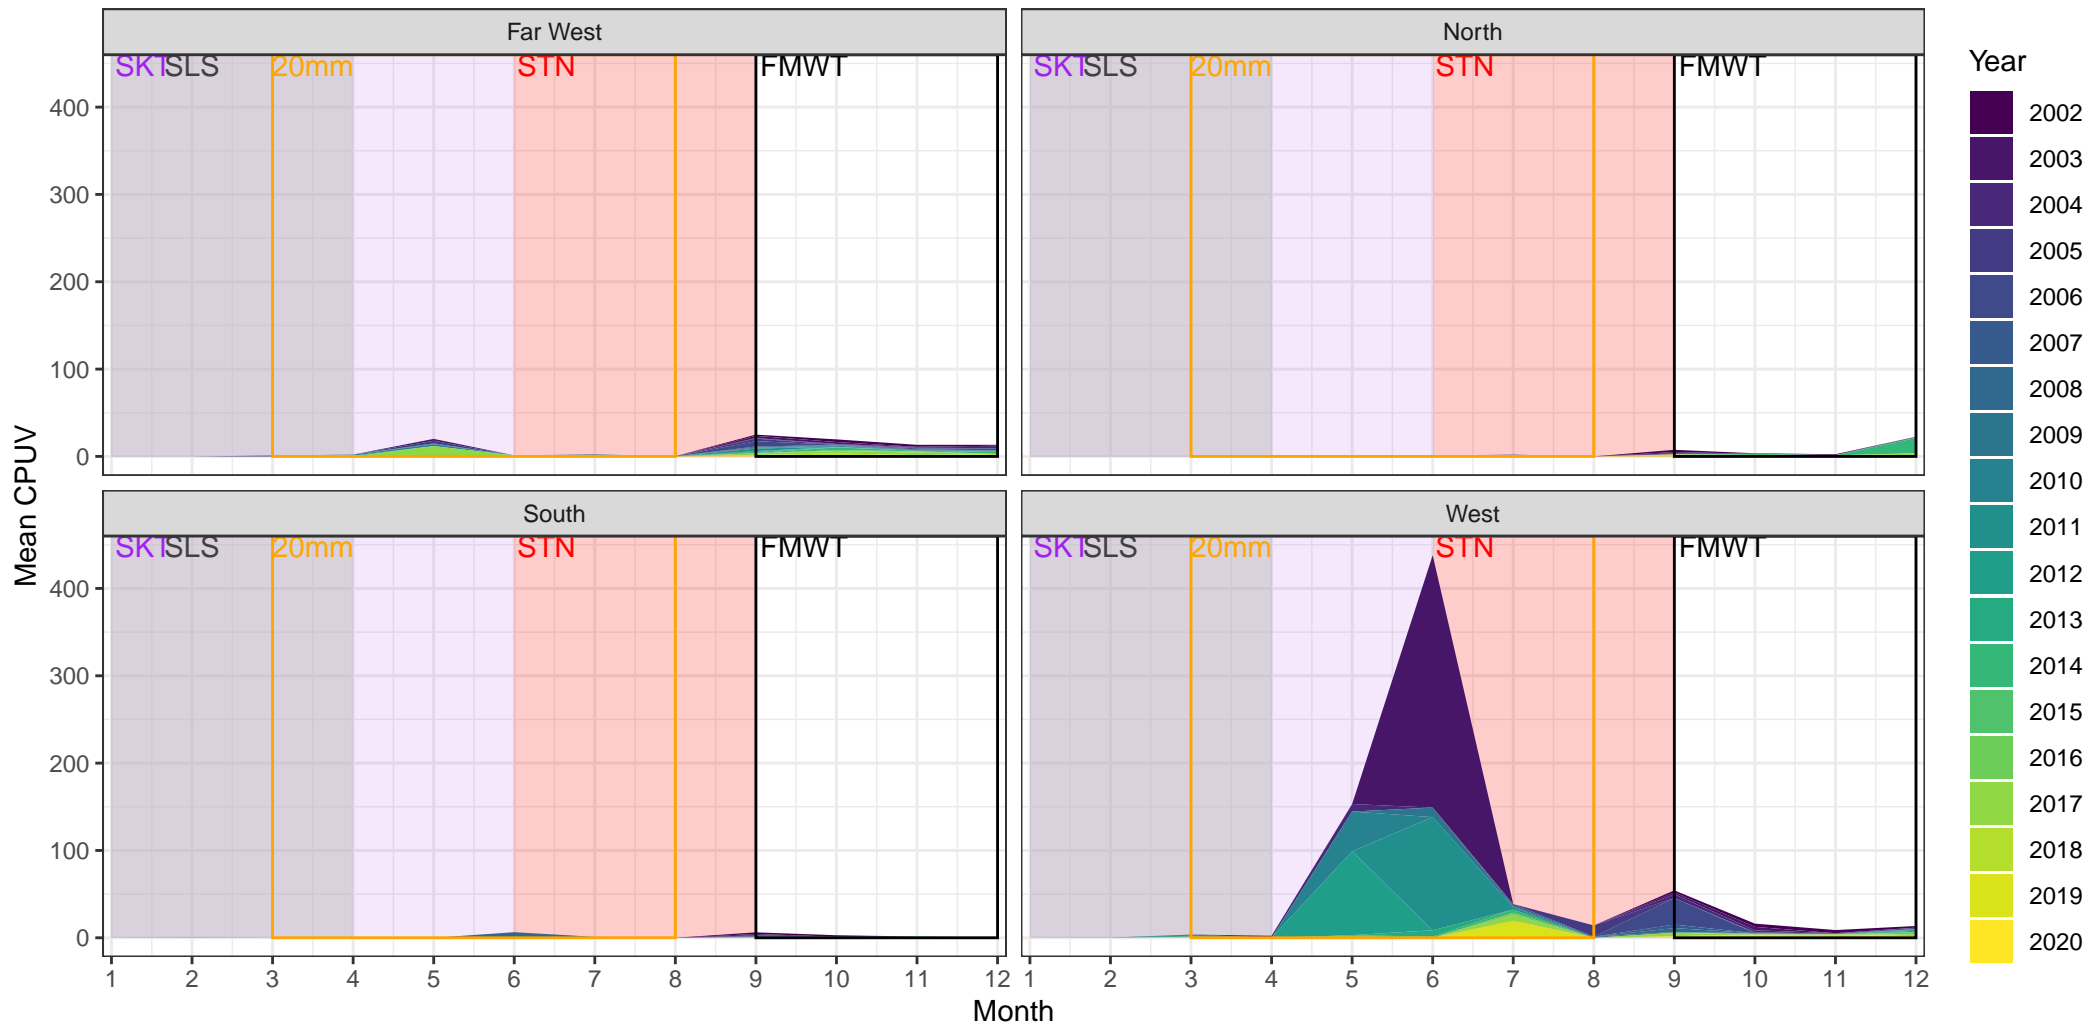 Far West
North
SKT SLS 20mm STN FMWT
SKT SLS 20mm STN FMWT
400
300
200
100
0
South
West
SKT SLS 20mm STN FMWT
SKT SLS 20mm STN FMWT
400
300
200
100
0
1 2 3 4 5 6 7 8 9 10 11 12
1 2 3 4 5 6 7 8 9 10 11 12
Month
Mean CPUV
Year
2002
2003
2004
2005
2006
2007
2008
2009
2010
2011
2012
2013
2014
2015
2016
2017
2018
2019
2020